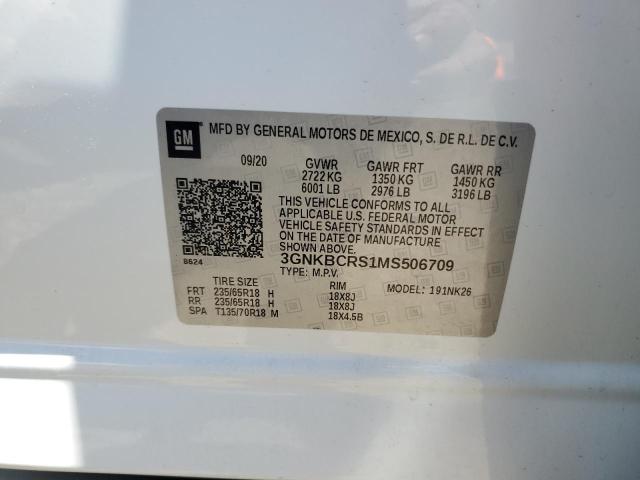 GM MFD BY GENERAL MOTORS DE MEXICO, S. DE R.L. DE C.V.
09/20 GVWR GAWR FRT GAWR RR
2722 KG 1350 KG 1450 KG
6001 LB 2976 LB 3196 LB
THIS VEHICLE CONFORMS TO ALL
APPLICABLE U.S. FEDERAL MOTOR
VEHICLE SAFETY STANDARDS IN EFFECT
ON THE DATE OF MANUFACTURE
SHOWN ABOVE.
8624 3GNKBCRS1MS506709
TYPE: M.P.V.
TIRE SIZE RIM MODEL: 191NK26
FRT 235/65R18 H 18X8J
RR 235/65R18 H 18X8J
SPA T135/70R18 M 18X4.5B